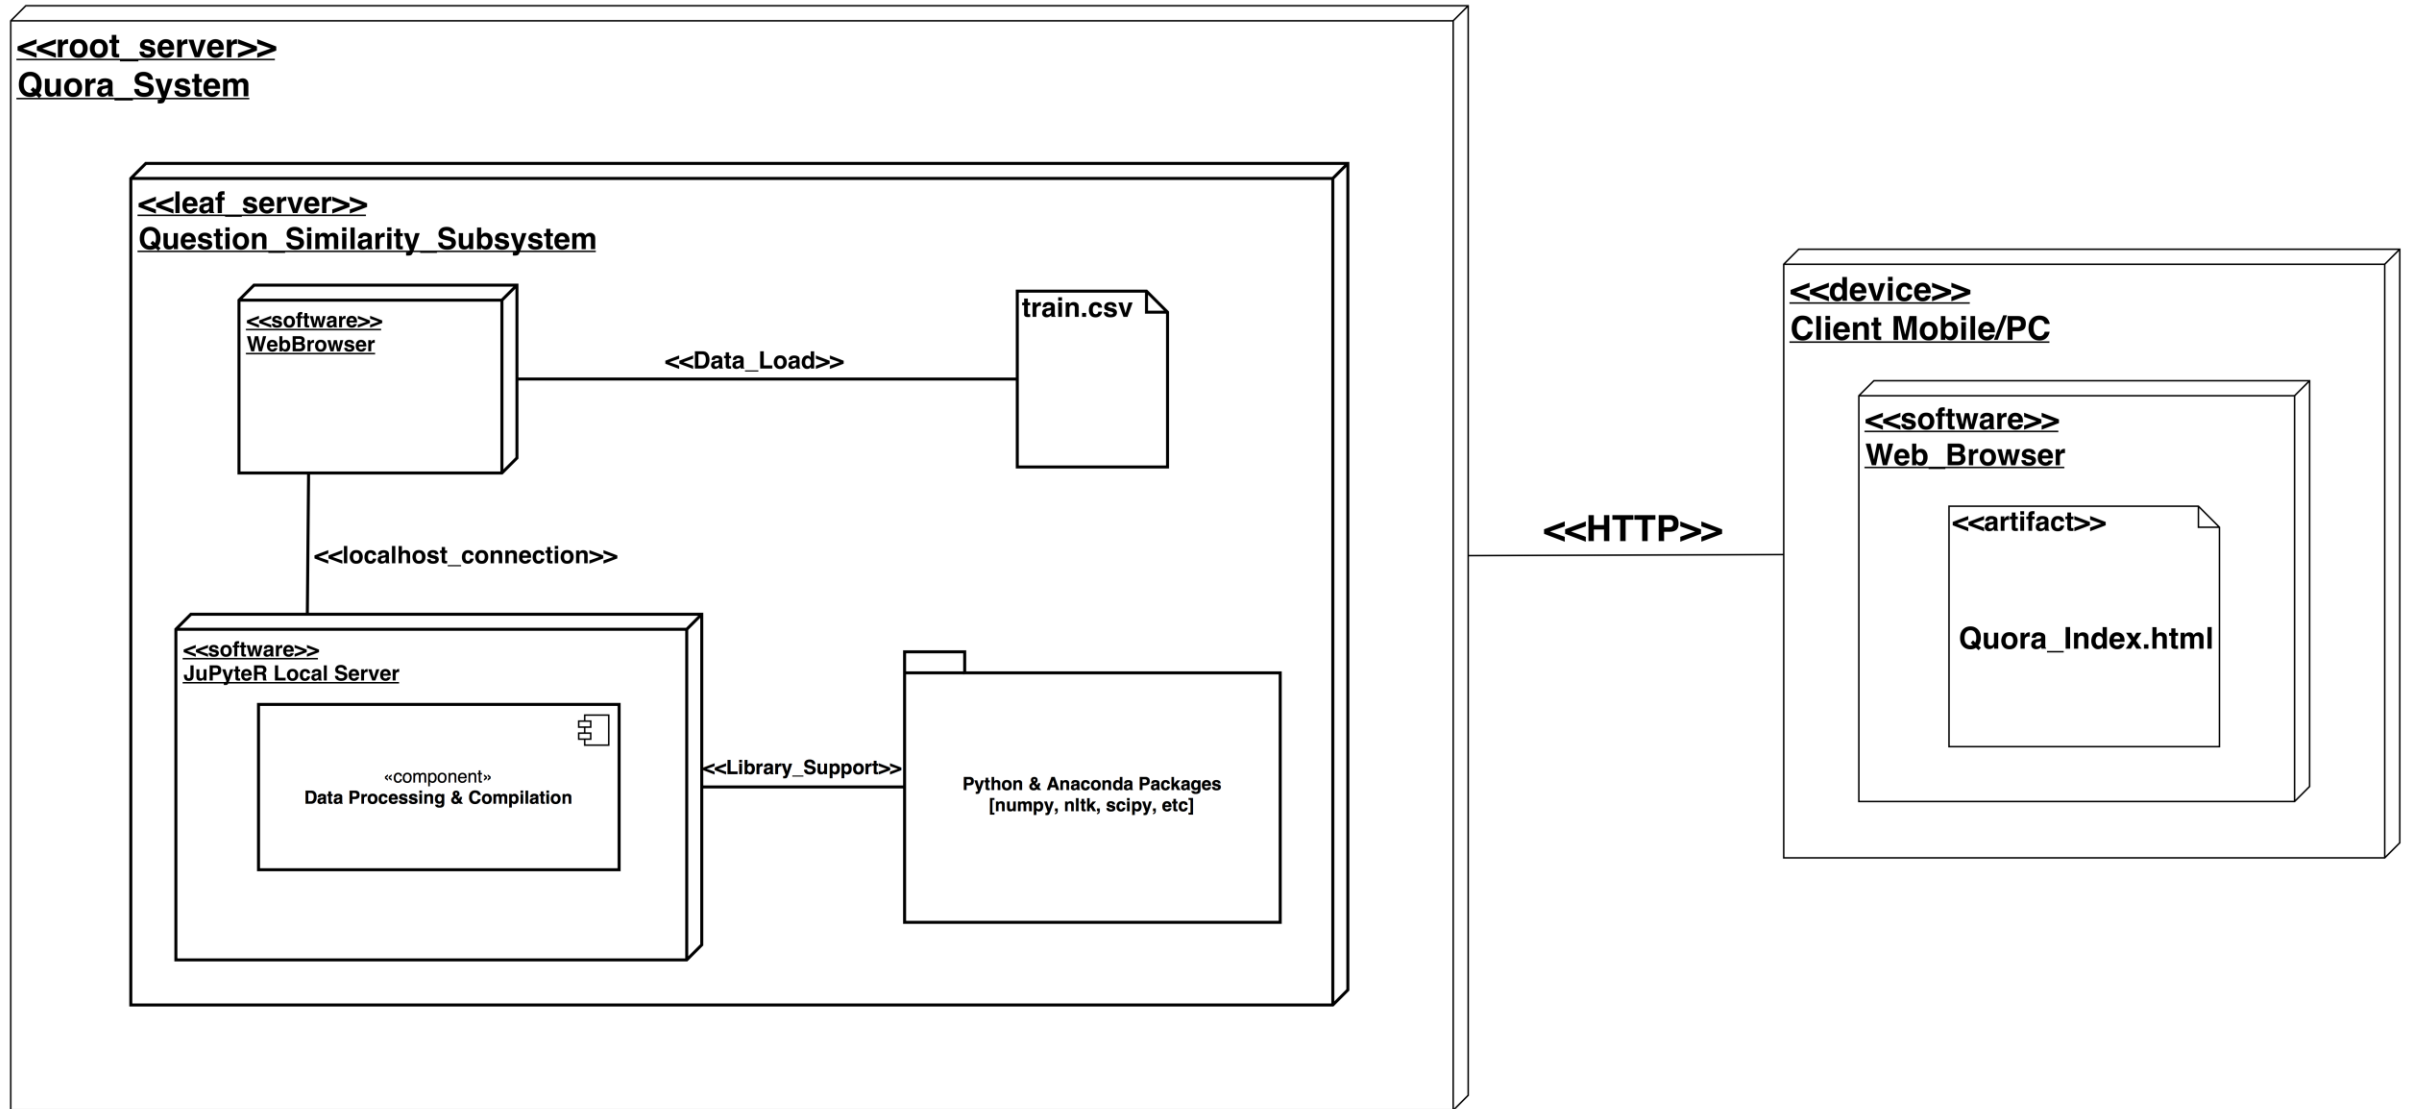 <<root_server>>
Quora_System
<<leaf_server>>
Question_Similarity_Subsystem
<<software>>
WebBrowser
<<Data_Load>>
train.csv
<<localhost_connection>>
<<software>>
JuPyteR Local Server
«component»
Data Processing & Compilation
<<Library_Support>>
Python & Anaconda Packages
[numpy, nltk, scipy, etc]
<<HTTP>>
<<device>>
Client Mobile/PC
<<software>>
Web_Browser
<<artifact>>
Quora_Index.html